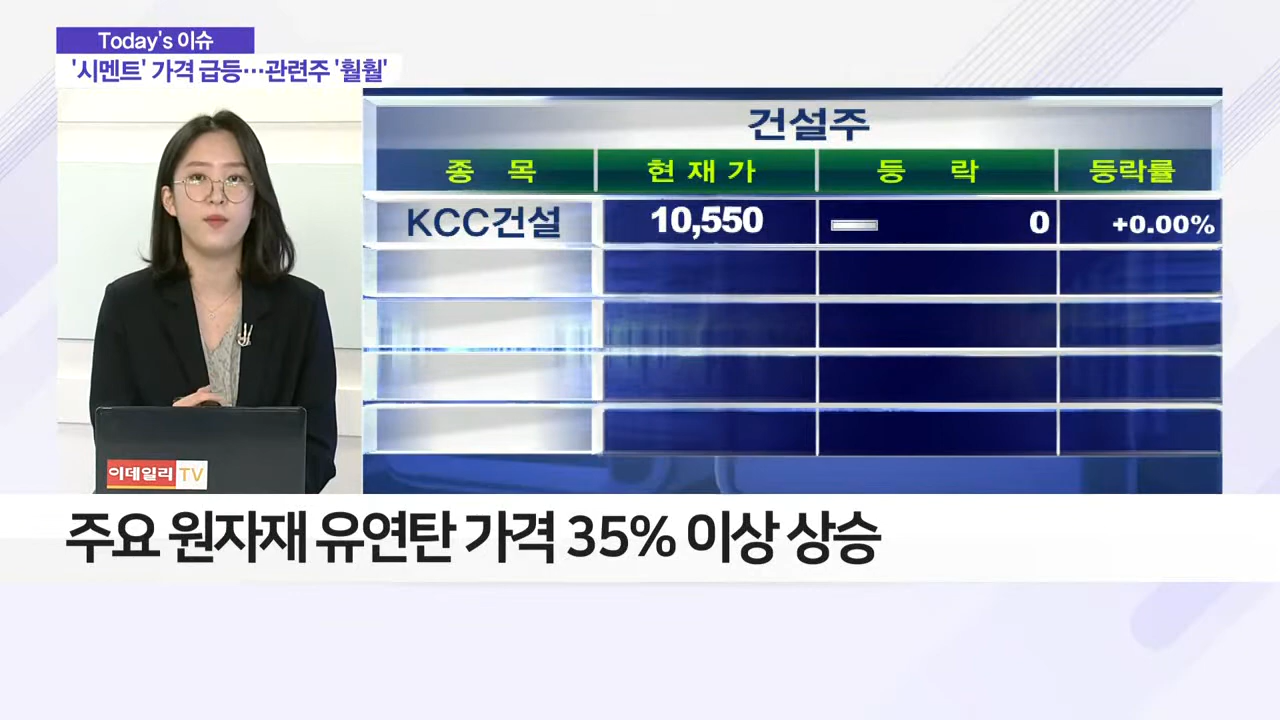 Today's 이슈
'시멘트' 가격 급등…관련주 '훨훨'
건설주
종 목 현 재 가 등 락 등락률
KCC건설 10,550 0 +0.00%
이데일리TV
주요 원자재 유연탄 가격 35% 이상 상승